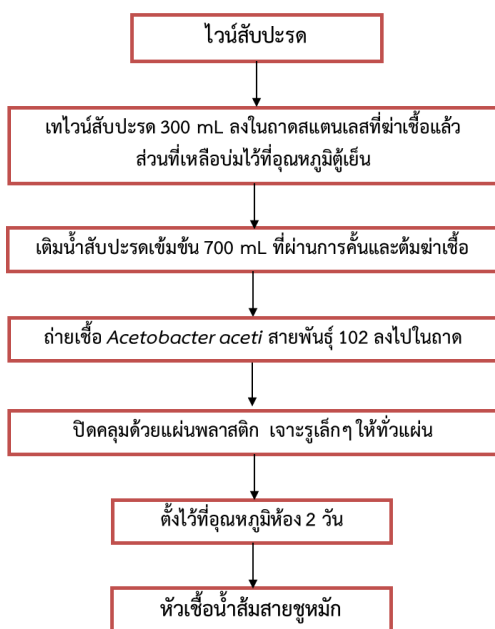 ไวน์สับปะรด
เทไวน์สับปะรด 300 mL ลงในถาดสแตนเลสที่ฆ่าเชื้อแล้ว
ส่วนที่เหลือบ่มไว้ที่อุณหภูมิตู้เย็น
เติมน้ำสับปะรดเข้มข้น 700 mL ที่ผ่านการคั้นและต้มฆ่าเชื้อ
ถ่ายเชื้อ Acetobacter aceti สายพันธุ์ 102 ลงไปในถาด
ปิดคลุมด้วยแผ่นพลาสติก เจาะรูเล็กๆ ให้ทั่วแผ่น
ตั้งไว้ที่อุณหภูมิห้อง 2 วัน
หัวเชื้อน้ำส้มสายชูหมัก